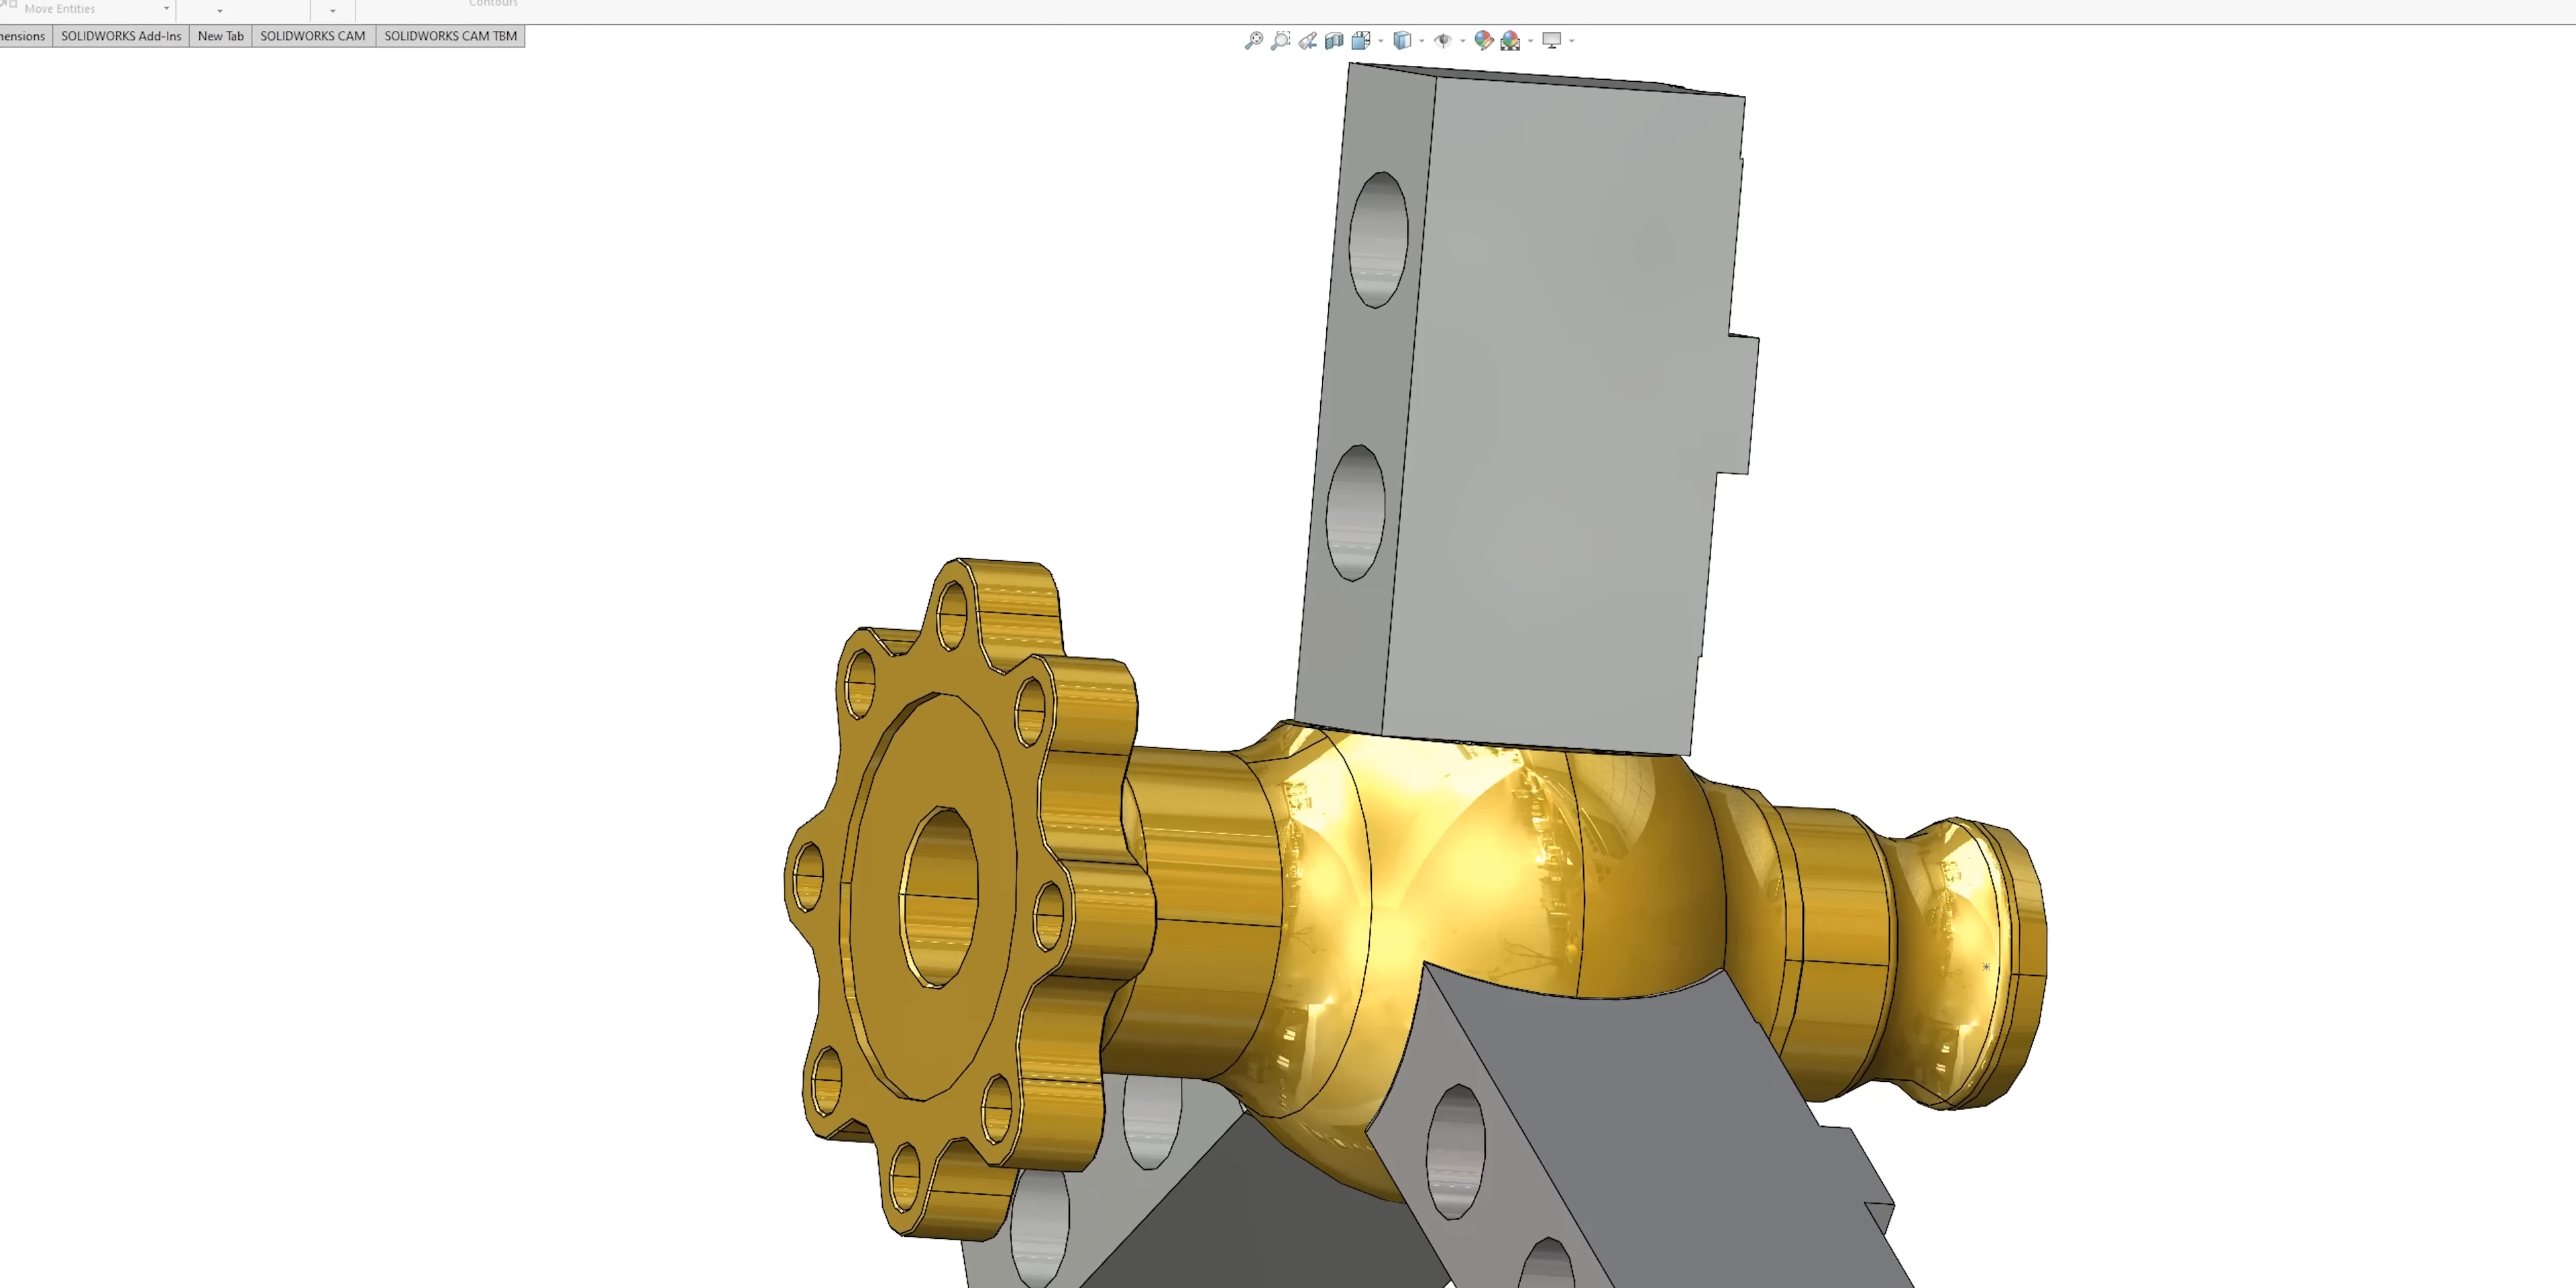 Move Entities
Contours
mensions SOLIDWORKS Add-Ins New Tab SOLIDWORKS CAM SOLIDWORKS CAM TBM